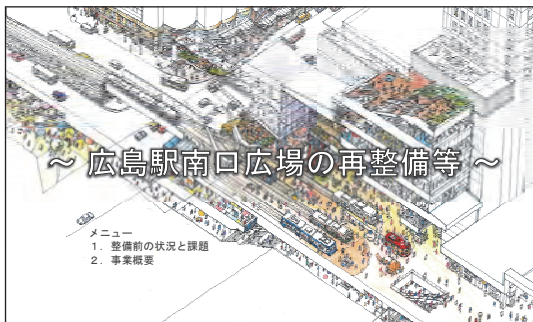 ～ 広島駅南口広場の再整備等 ～
メニュー
１．整備前の状況と課題
２．事業概要